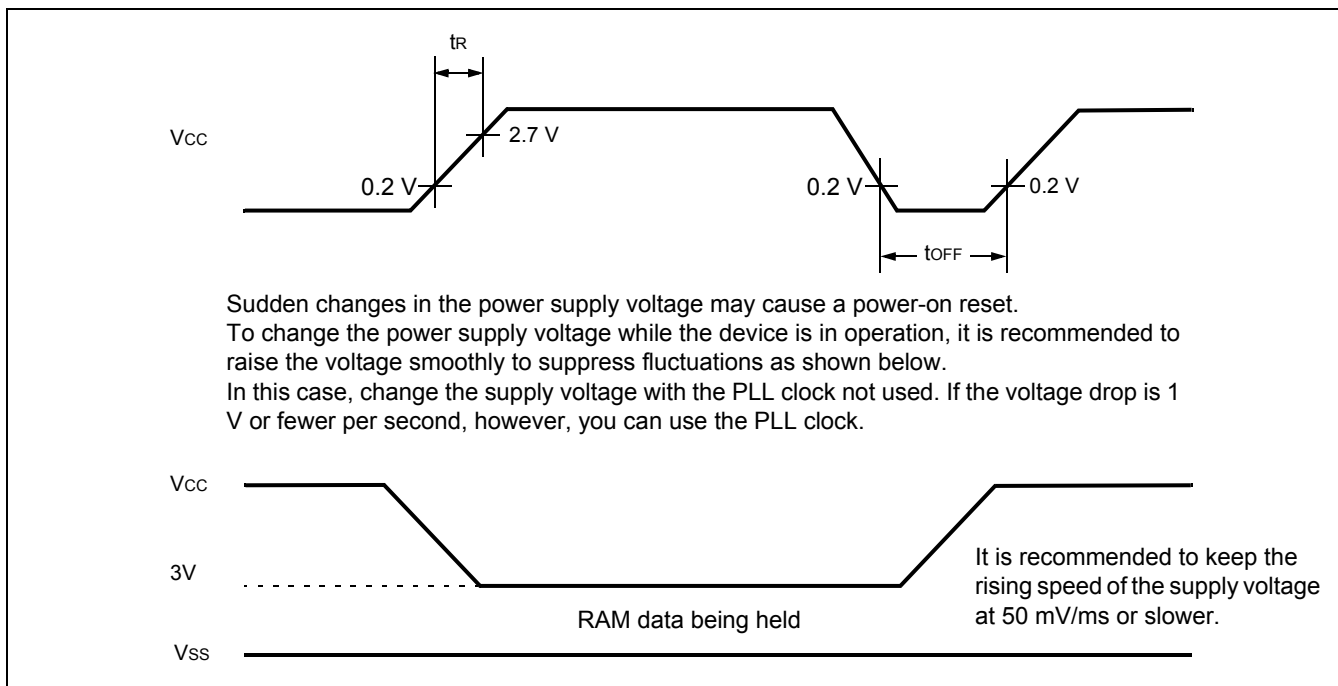 tR
Vcc
2.7 V
0.2 V
0.2 V
0.2 V
tOFF
Sudden changes in the power supply voltage may cause a power-on reset.
To change the power supply voltage while the device is in operation, it is recommended to
raise the voltage smoothly to suppress fluctuations as shown below.
In this case, change the supply voltage with the PLL clock not used. If the voltage drop is 1
V or fewer per second, however, you can use the PLL clock.
Vcc
3V
It is recommended to keep the
rising speed of the supply voltage
at 50 mV/ms or slower.
RAM data being held
Vss